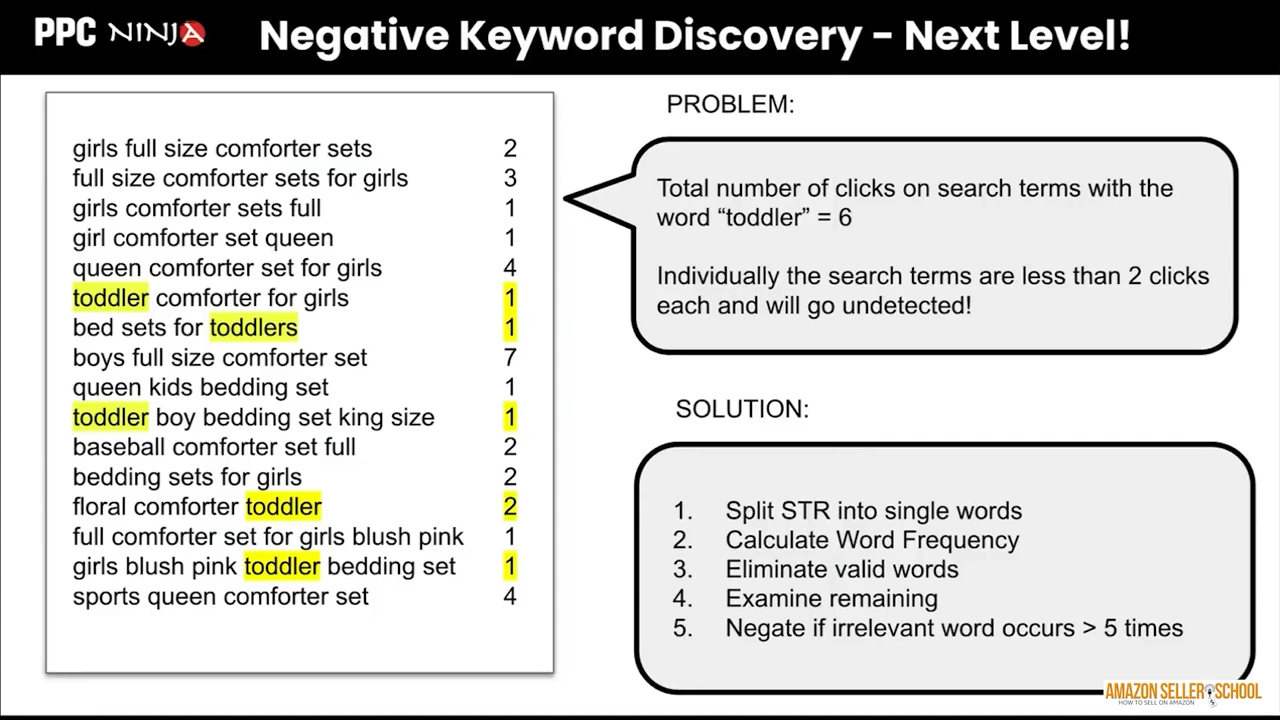 PPC NINJA
Negative Keyword Discovery - Next Level!
girls full size comforter sets 2
full size comforter sets for girls 3
girls comforter sets full 1
girl comforter set queen 1
queen comforter set for girls 4
toddler comforter for girls 1
bed sets for toddlers 1
boys full size comforter set 7
queen kids bedding set 1
toddler boy bedding set king size 1
baseball comforter set full 2
bedding sets for girls 2
floral comforter toddler 2
full comforter set for girls blush pink 1
girls blush pink toddler bedding set 1
sports queen comforter set 4
PROBLEM:
Total number of clicks on search terms with the
word “toddler” = 6
Individually the search terms are less than 2 clicks
each and will go undetected!
SOLUTION:
1. Split STR into single words
2. Calculate Word Frequency
3. Eliminate valid words
4. Examine remaining
5. Negate if irrelevant word occurs > 5 times
AMAZON SELLER SCHOOL
HOW TO SELL ON AMAZON